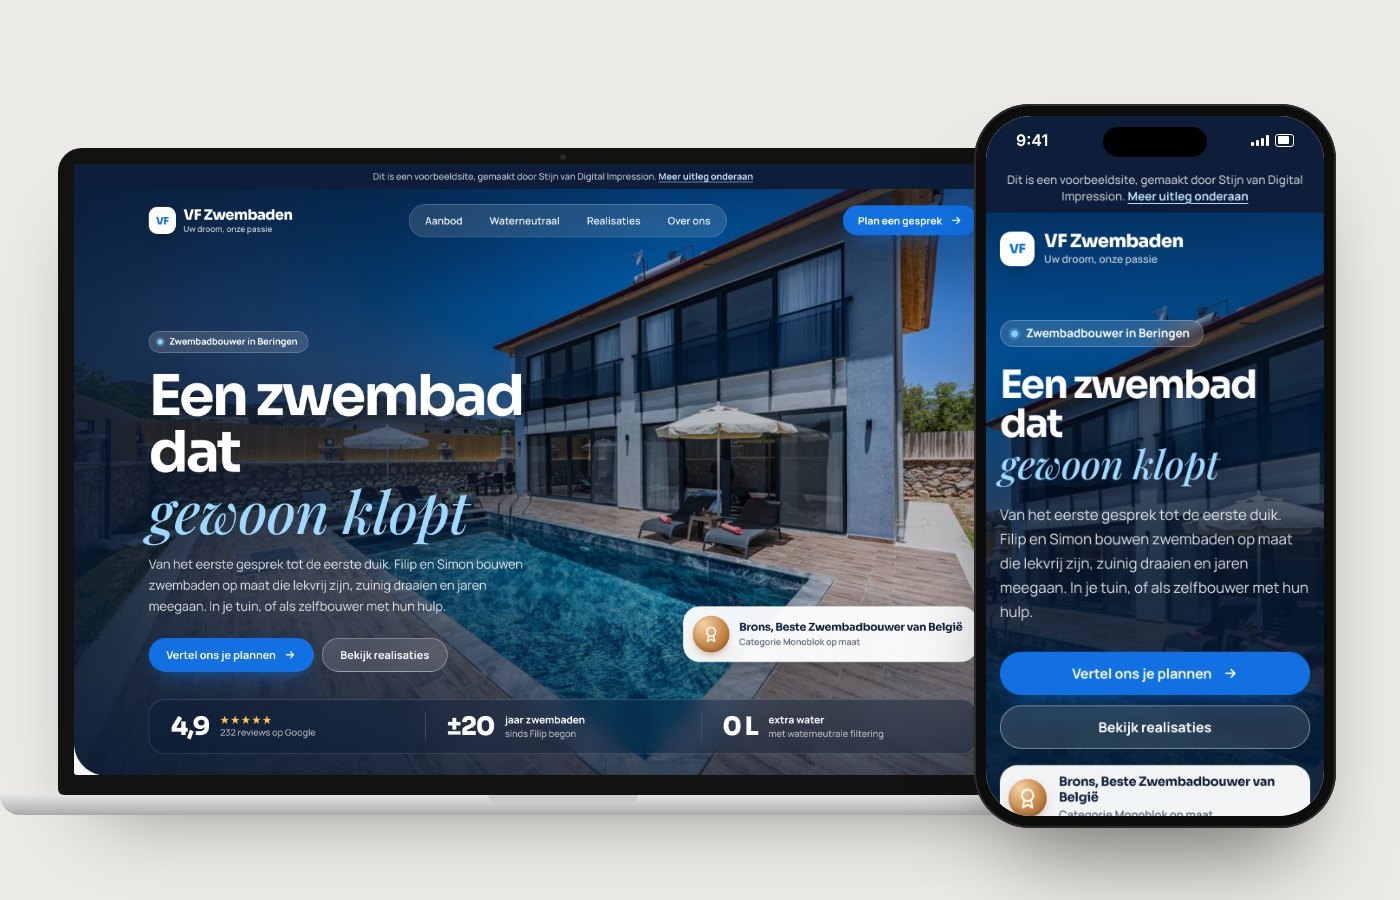 Dit is een voorbeeldsite, gemaakt door Stijn van Digital Impression. Meer uitleg onderaan
VF
VF Zwembaden
Uw droom, onze passie
Aanbod
Waterneutraal
Realisaties
Over ons
Plan een gesprek →
Zwembadbouwer in Beringen
Een zwembad
dat
gewoon klopt
Van het eerste gesprek tot de eerste duik. Filip en Simon bouwen
zwembaden op maat die lekvrij zijn, zuinig draaien en jaren
meegaan. In je tuin, of als zelfbouwer met hun hulp.
Vertel ons je plannen →
Bekijk realisaties
Brons, Beste Zwembadbouwer van België
Categorie Monoblok op maat
4,9
★★★★★
232 reviews op Google
±20
jaar zwembaden
sinds Filip begon
0 L
extra water
met waterneutrale filtering
9:41
Dit is een voorbeeldsite, gemaakt door Stijn van Digital
Impression. Meer uitleg onderaan
VF
VF Zwembaden
Uw droom, onze passie
Zwembadbouwer in Beringen
Een zwembad
dat
gewoon klopt
Van het eerste gesprek tot de eerste duik.
Filip en Simon bouwen zwembaden op maat
die lekvrij zijn, zuinig draaien en jaren
meegaan. In je tuin, of als zelfbouwer met hun
hulp.
Vertel ons je plannen →
Bekijk realisaties
Brons, Beste Zwembadbouwer van
België
Categorie Monoblok op maat